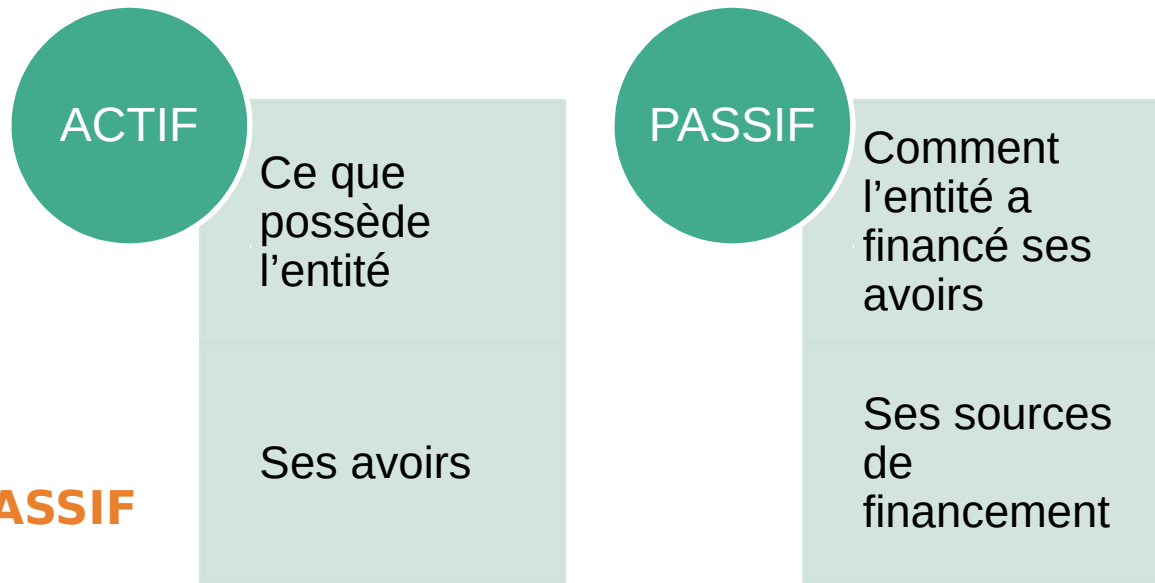 ACTIF
Ce que
possède
l’entité
Ses avoirs
PASSIF
Comment
l’entité a
financé ses
avoirs
Ses sources
de
financement
ASSIF